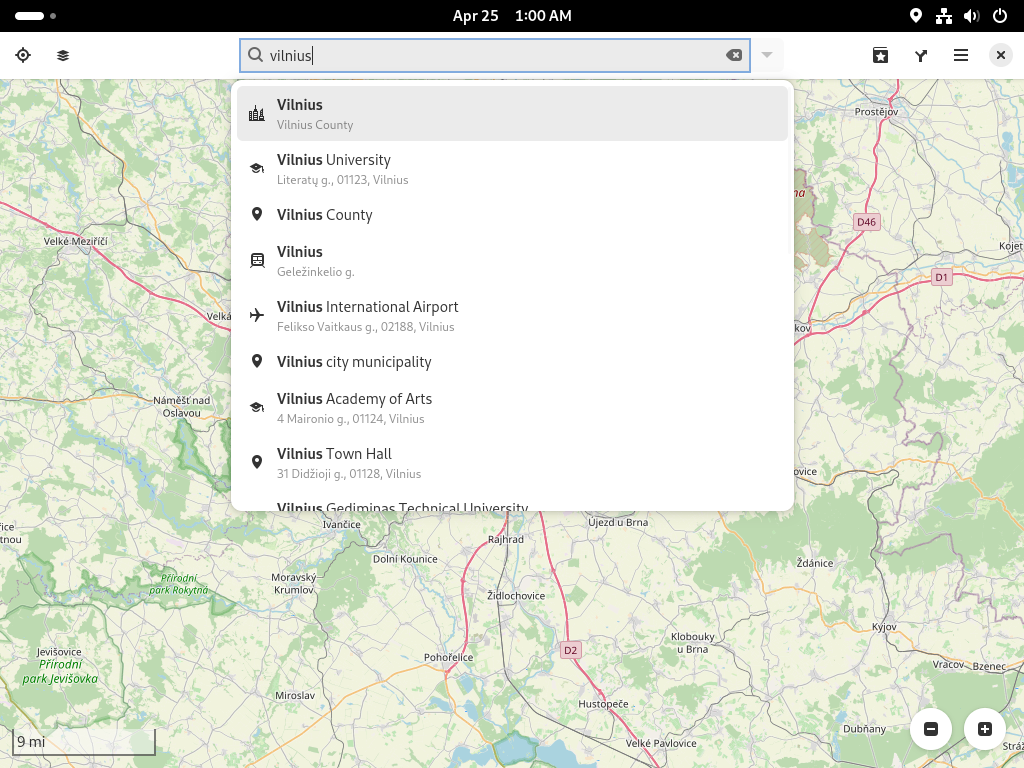 Apr 25 1:00 AM
vilnius
Vilnius
Vilnius County
Vilnius University
Literatų g., 01123, Vilnius
Vilnius County
Vilnius
Geležinkelio g.
Vilnius International Airport
Felikso Vaitkaus g., 02188, Vilnius
Vilnius city municipality
Vilnius Academy of Arts
4 Maironio g., 01124, Vilnius
Vilnius Town Hall
31 Didžioji g., 01128, Vilnius
Vilnius Gediminas Technical University
Prostějov
D46
Velké Meziříčí
Kojet
D1
Velká
kov
Náměšť nad
Oslavou
ovice
Ivančice
Újezd u Brna
Rajhrad
Dolní Kounice
Ždánice
Moravský
Krumlov
Přírodní
park Rokytná
Židlochovice
Kyjov
Klobouky
u Brna
D2
Jevišovice
Přírodní
park Jevišovka
Pohořelice
Vracov
Bzenec
Miroslav
Hustopeče
Dubňany
Velké Pavlovice
Stráž
9 mi